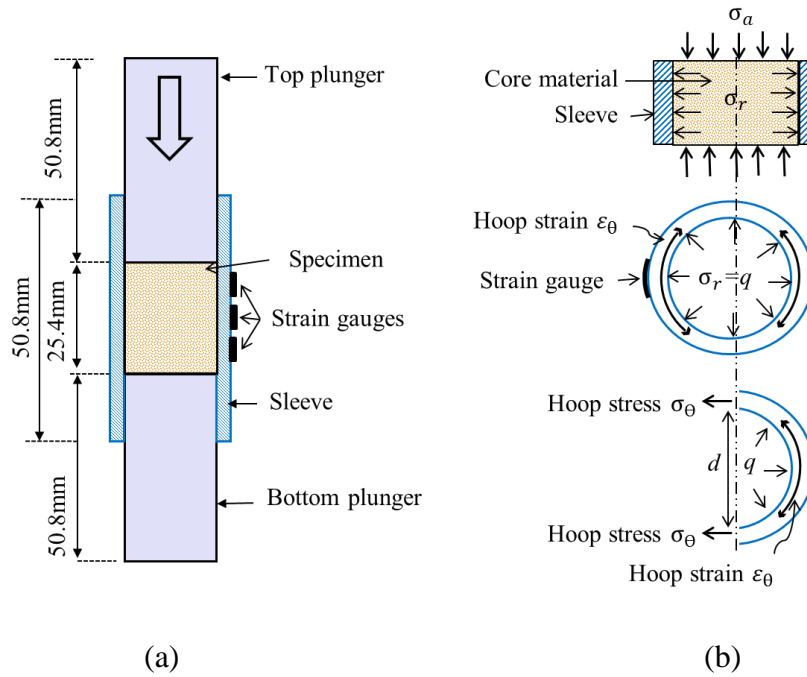 Top plunger
50.8mm
Specimen
Strain gauges
50.8mm
25.4mm
Sleeve
Bottom plunger
50.8mm
(a)
σₐ
Core material
σᵣ
Sleeve
Hoop strain εθ
Strain gauge
σᵣ=q
Hoop stress σθ
d
q
Hoop stress σθ
Hoop strain εθ
(b)